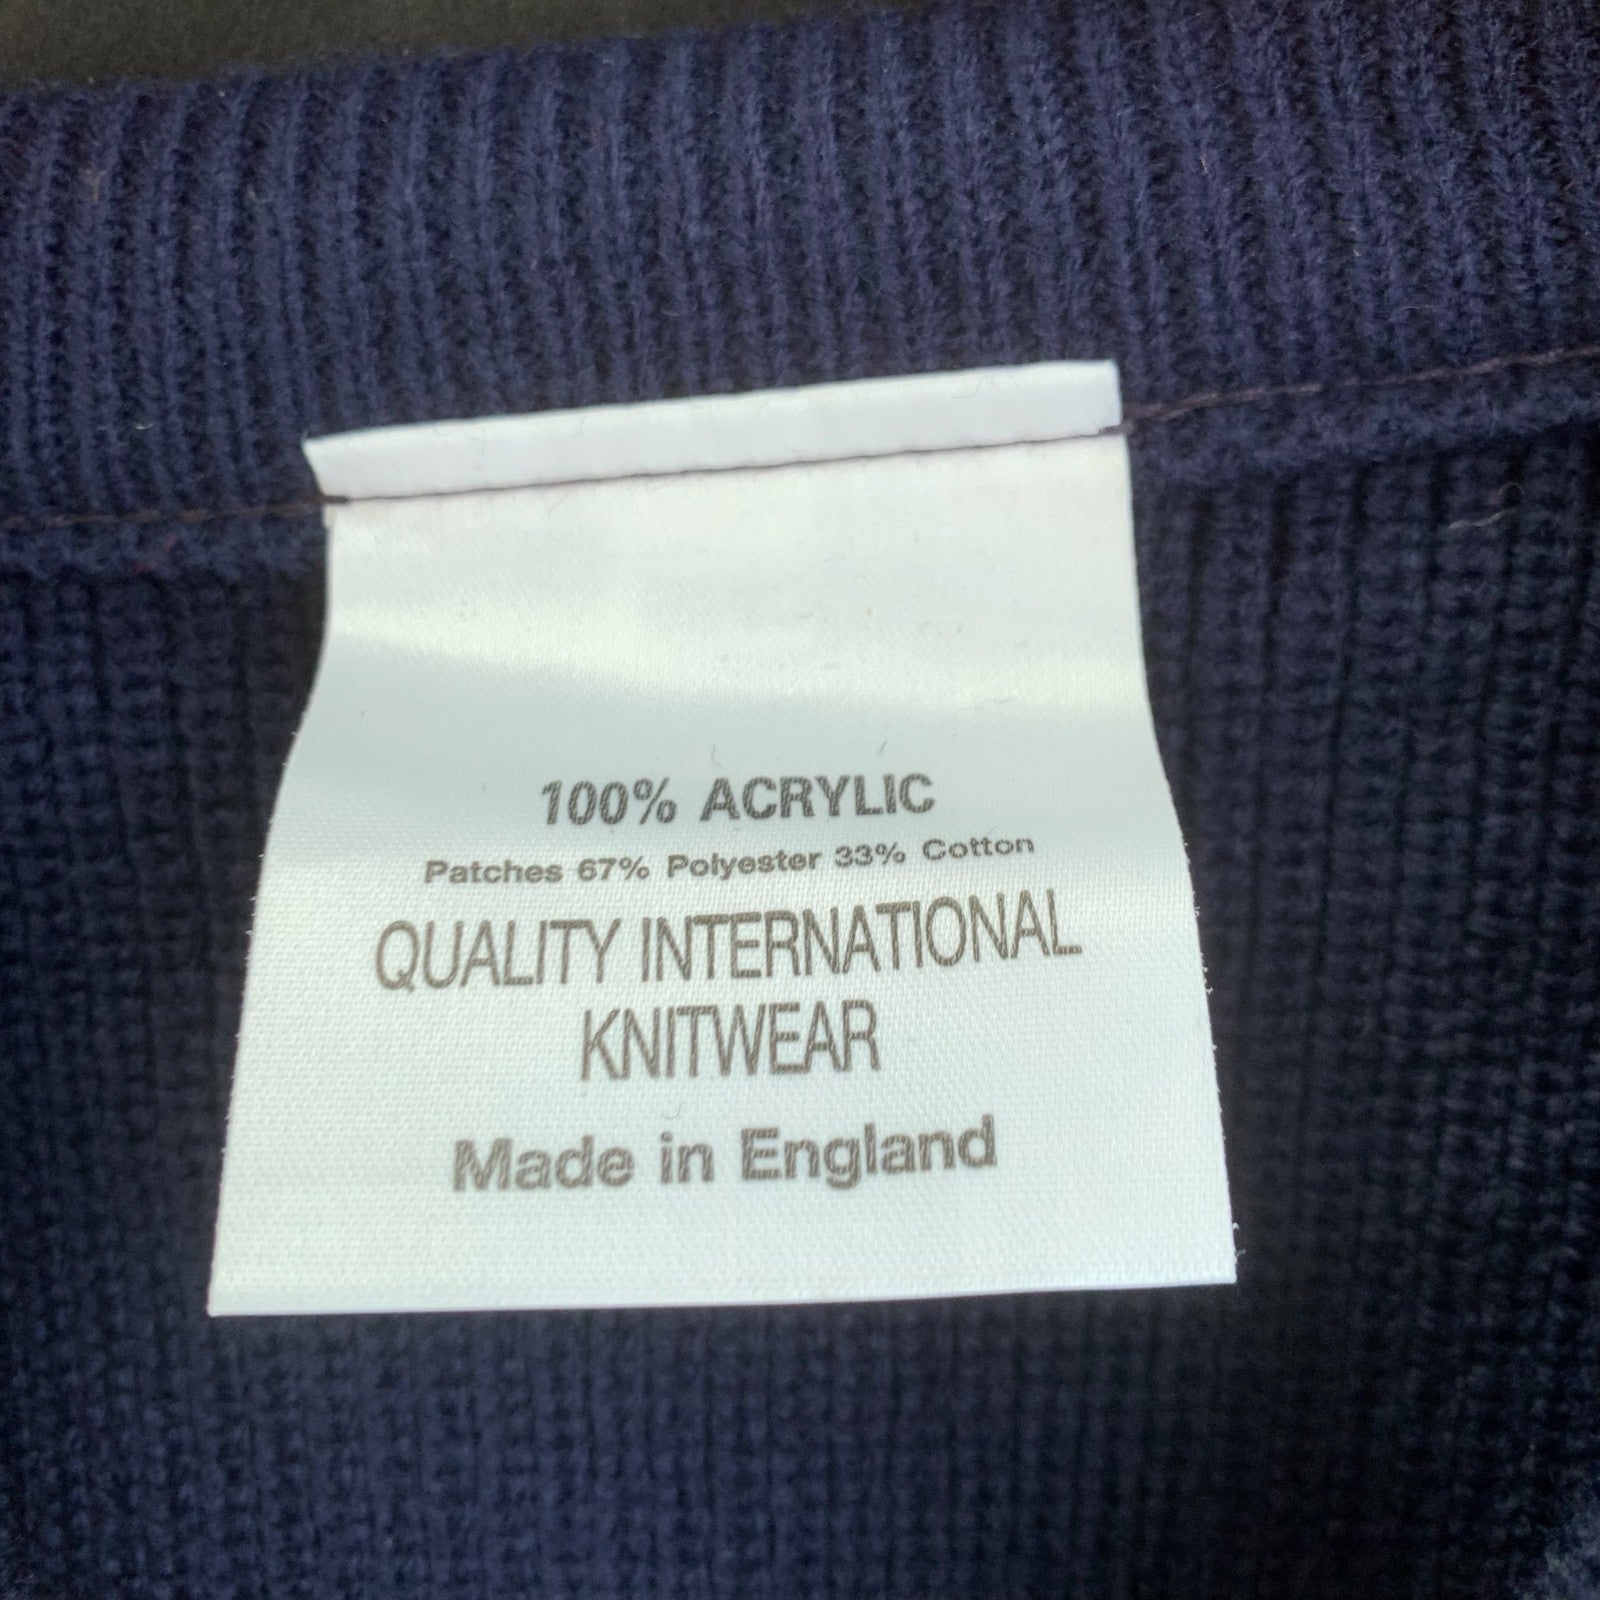 100% ACRYLIC
Patches 67% Polyester 33% Cotton
QUALITY INTERNATIONAL
KNITWEAR
Made in England